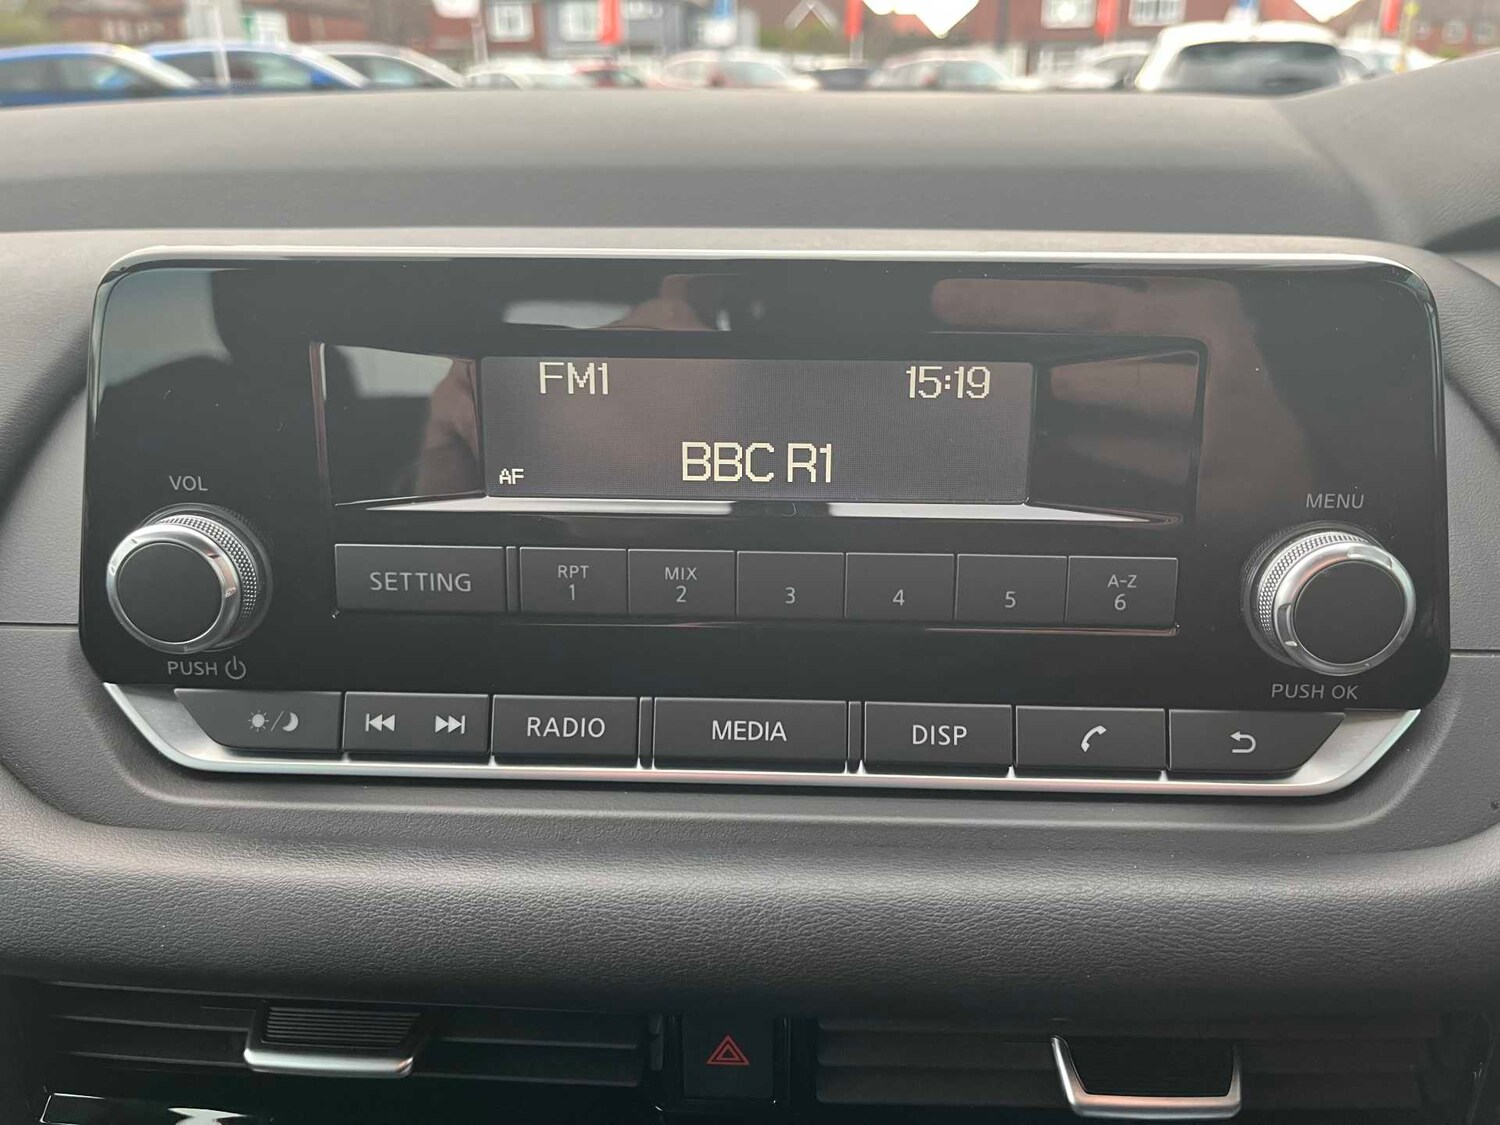 FM1 15:19
AF BBC R1
VOL
MENU
SETTING
RPT
1
MIX
2
3
4
5
A-Z
6
PUSH
PUSH OK
RADIO
MEDIA
DISP